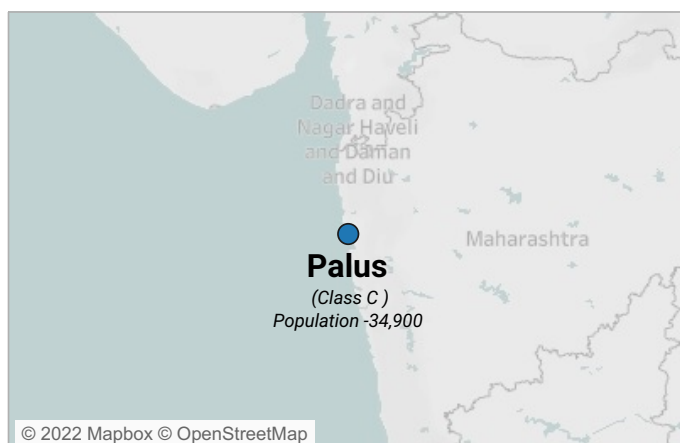 Dadra and
Nagar Haveli
and Daman
and Diu
Maharashtra
Palus
(Class C )
Population -34,900
© 2022 Mapbox © OpenStreetMap